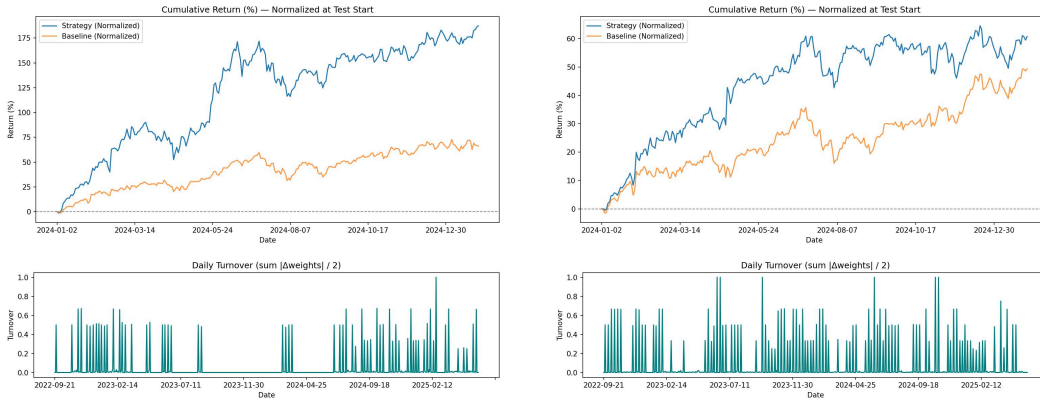 Cumulative Return (%) — Normalized at Test Start
Strategy (Normalized)
Baseline (Normalized)
175
150
125
100
75
50
25
0
Return (%)
2024-01-02 2024-03-14 2024-05-24 2024-08-07 2024-10-17 2024-12-30
Date
Cumulative Return (%) — Normalized at Test Start
Strategy (Normalized)
Baseline (Normalized)
60
50
40
30
20
10
0
Return (%)
2024-01-02 2024-03-14 2024-05-24 2024-08-07 2024-10-17 2024-12-30
Date
Daily Turnover (sum |Δweights| / 2)
1.0
0.8
0.6
0.4
0.2
0.0
Turnover
2022-09-21 2023-02-14 2023-07-11 2023-11-30 2024-04-25 2024-09-18 2025-02-12
Date
Daily Turnover (sum |Δweights| / 2)
1.0
0.8
0.6
0.4
0.2
0.0
Turnover
2022-09-21 2023-02-14 2023-07-11 2023-11-30 2024-04-25 2024-09-18 2025-02-12
Date